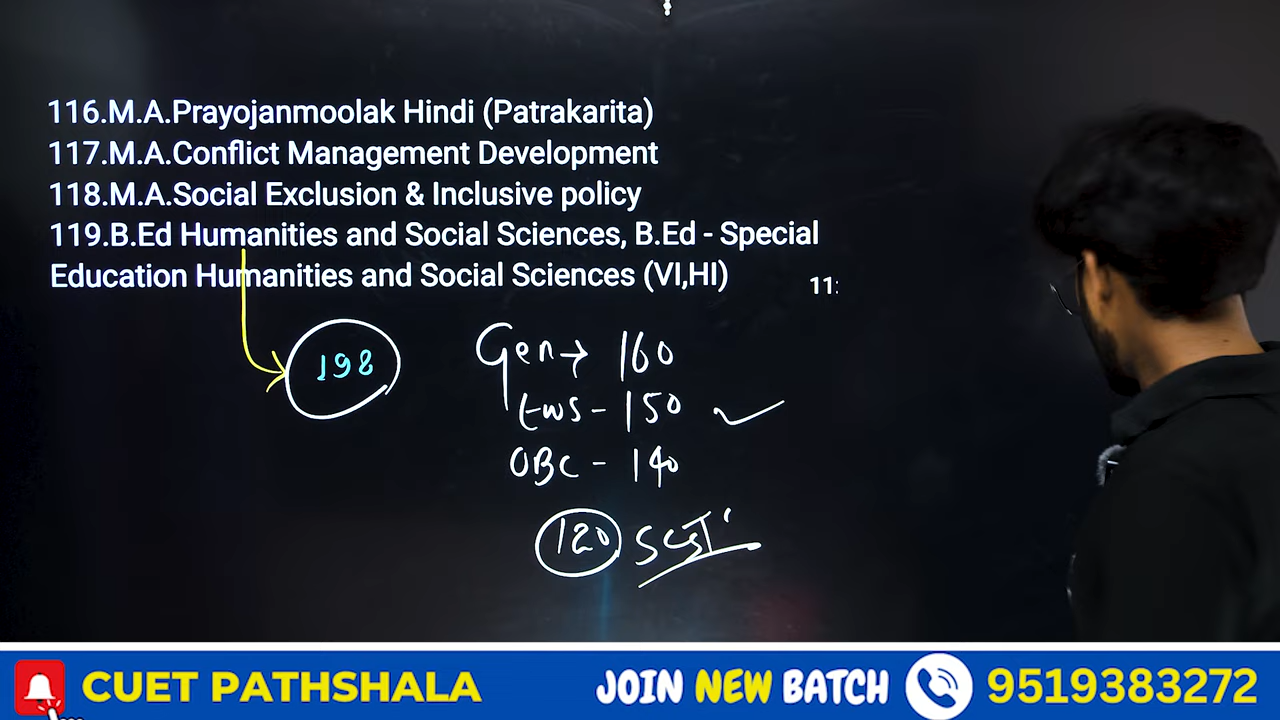 116.M.A.Prayojanmoolak Hindi (Patrakarita)
117.M.A.Conflict Management Development
118.M.A.Social Exclusion & Inclusive policy
119.B.Ed Humanities and Social Sciences, B.Ed - Special
Education Humanities and Social Sciences (VI,HI)
11:
198
Gen → 160
EWS - 150
OBC - 140
120 SCST
CUET PATHSHALA
JOIN NEW BATCH 9519383272